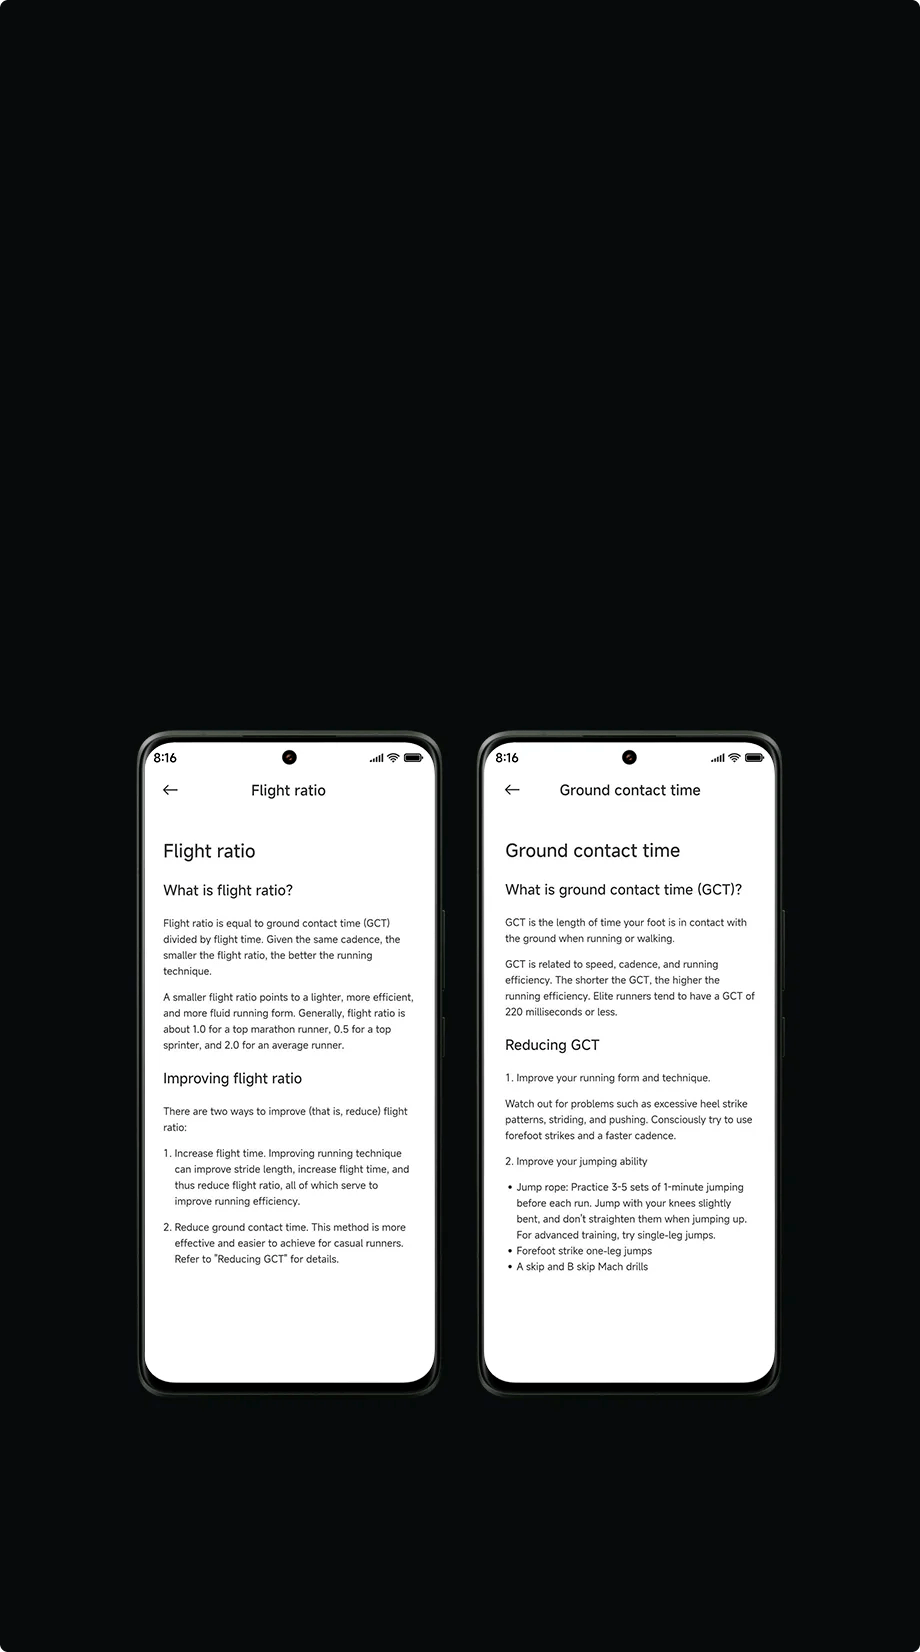 8:16
Flight ratio
Flight ratio
What is flight ratio?
Flight ratio is equal to ground contact time (GCT)
divided by flight time. Given the same cadence, the
smaller the flight ratio, the better the running
technique.
A smaller flight ratio points to a lighter, more efficient,
and more fluid running form. Generally, flight ratio is
about 1.0 for a top marathon runner, 0.5 for a top
sprinter, and 2.0 for an average runner.
Improving flight ratio
There are two ways to improve (that is, reduce) flight
ratio:
1. Increase flight time. Improving running technique
can improve stride length, increase flight time, and
thus reduce flight ratio, all of which serve to
improve running efficiency.
2. Reduce ground contact time. This method is more
effective and easier to achieve for casual runners.
Refer to "Reducing GCT" for details.
8:16
Ground contact time
Ground contact time
What is ground contact time (GCT)?
GCT is the length of time your foot is in contact with
the ground when running or walking.
GCT is related to speed, cadence, and running
efficiency. The shorter the GCT, the higher the
running efficiency. Elite runners tend to have a GCT of
220 milliseconds or less.
Reducing GCT
1. Improve your running form and technique.
Watch out for problems such as excessive heel strike
patterns, striding, and pushing. Consciously try to use
forefoot strikes and a faster cadence.
2. Improve your jumping ability
• Jump rope: Practice 3-5 sets of 1-minute jumping
before each run. Jump with your knees slightly
bent, and don't straighten them when jumping up.
For advanced training, try single-leg jumps.
• Forefoot strike one-leg jumps
• A skip and B skip Mach drills